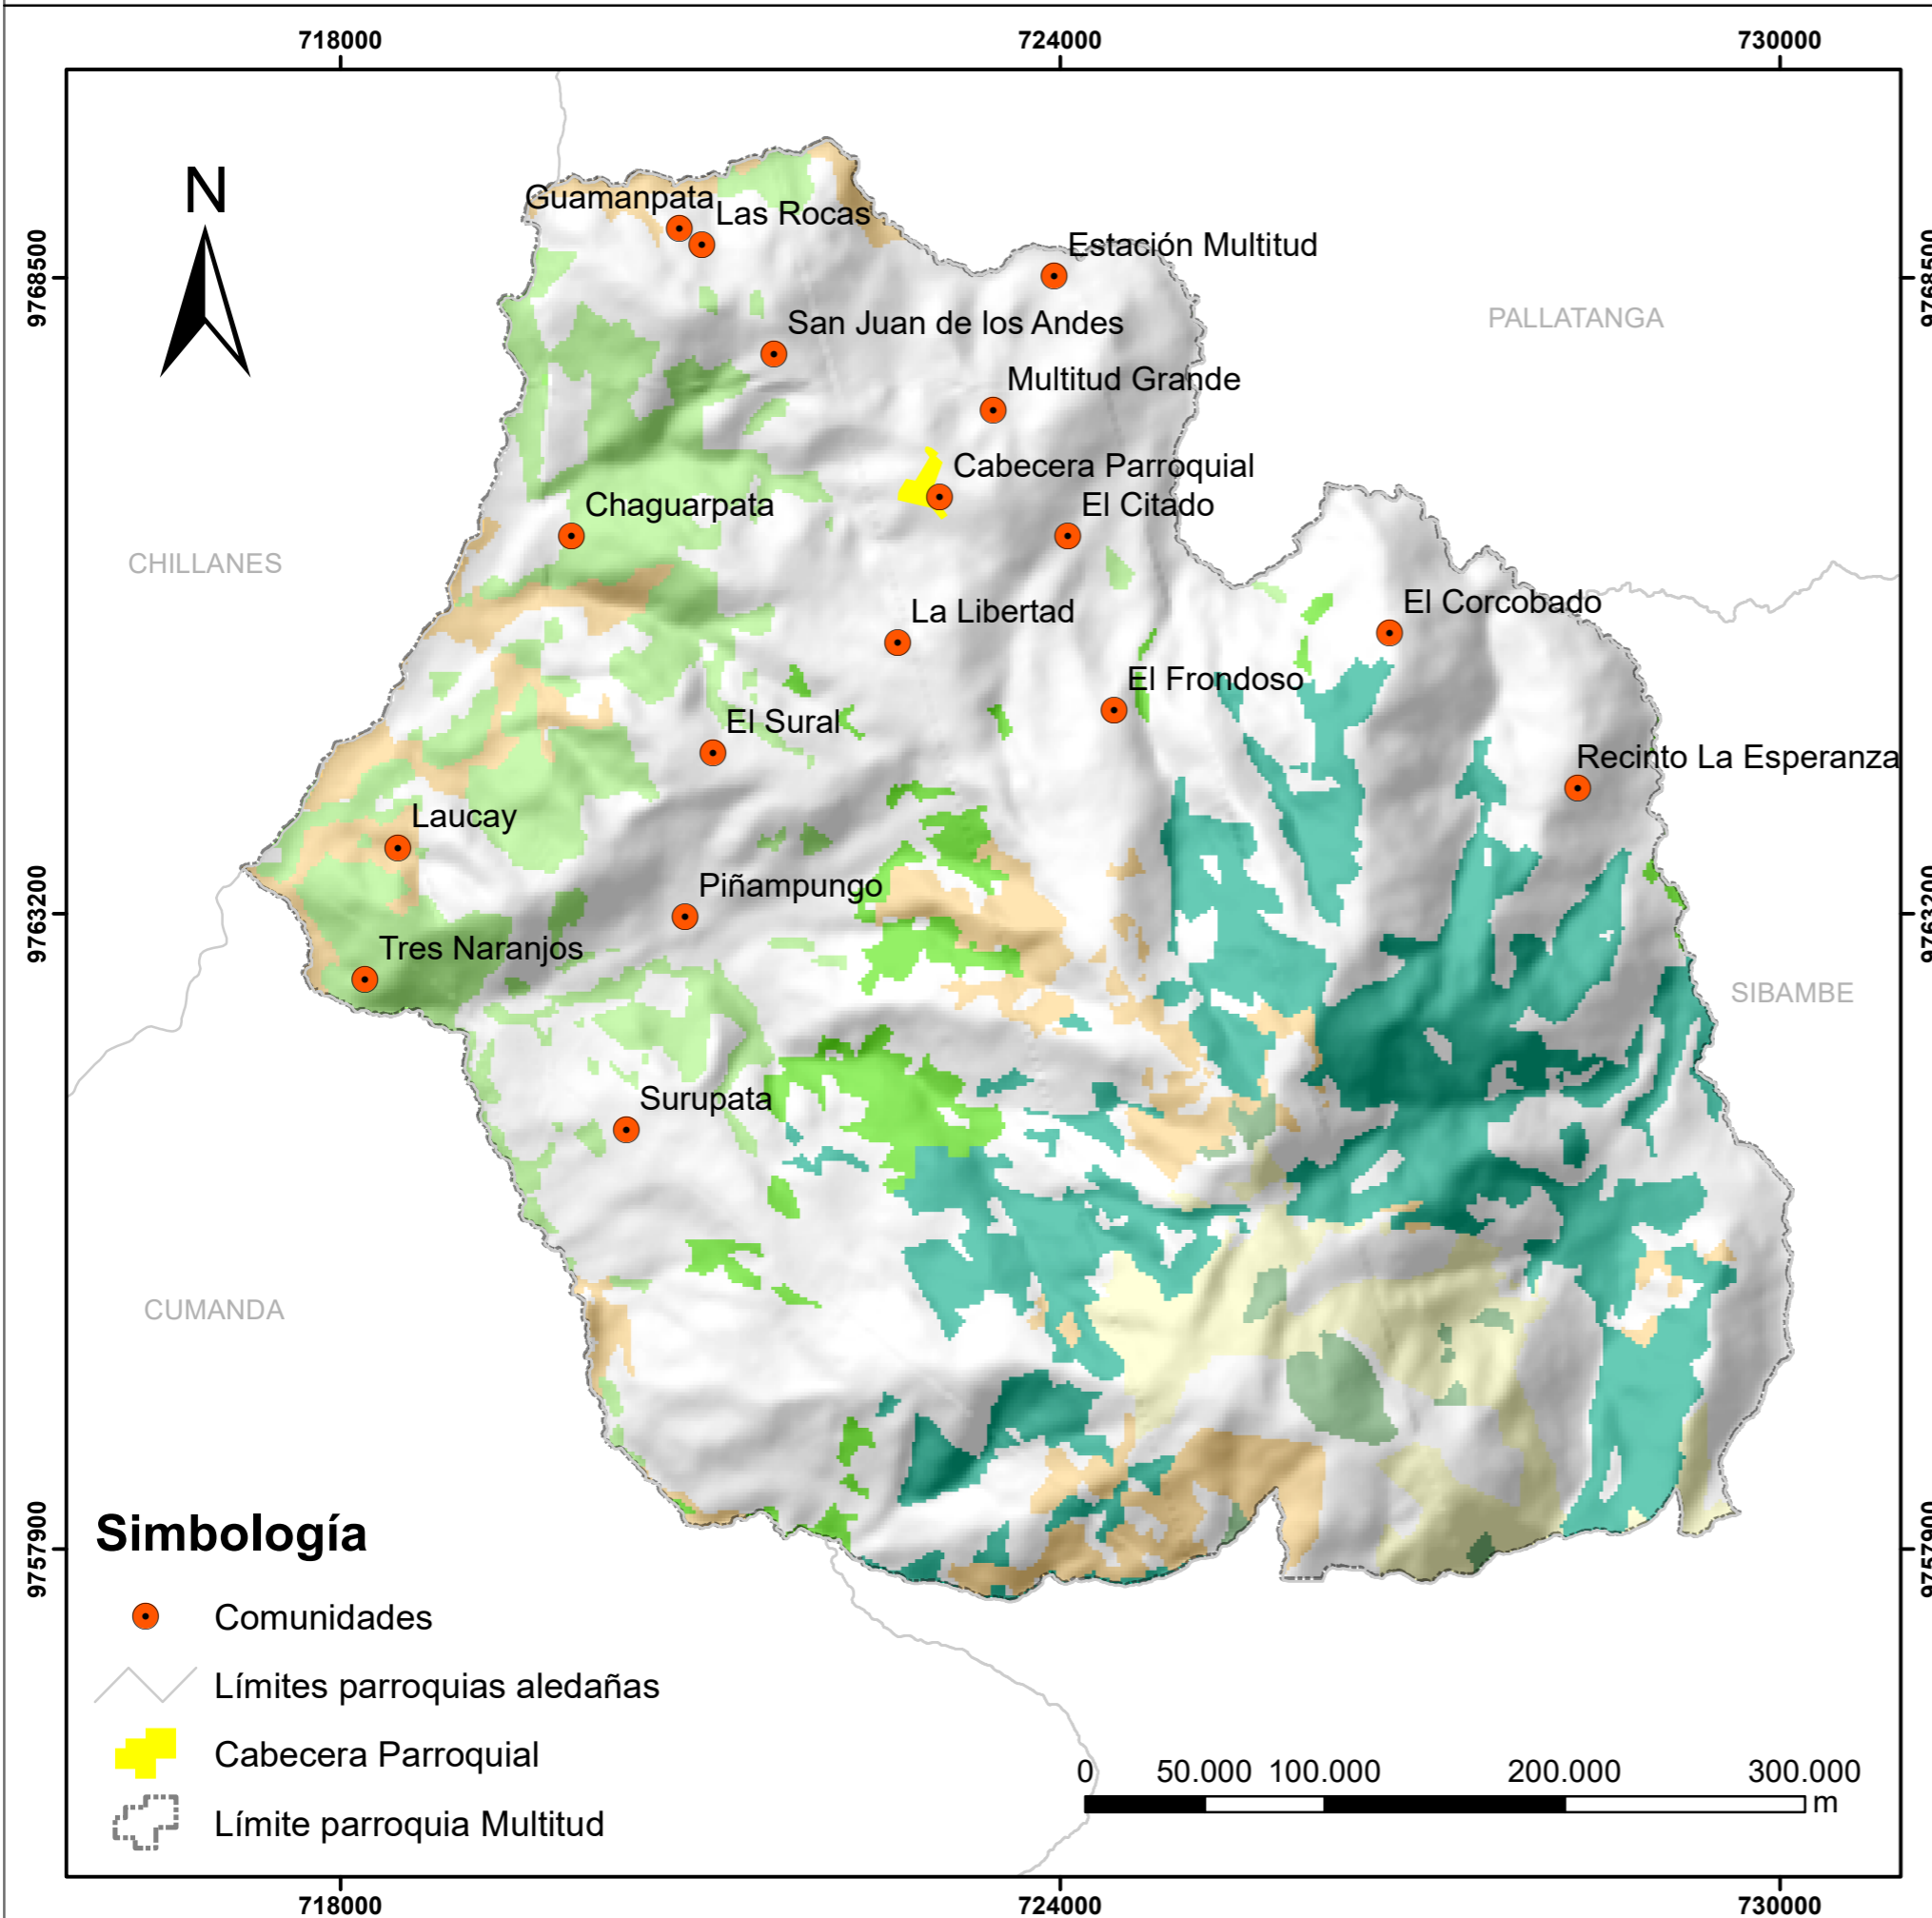 718000 724000 730000
N
Guamanpata
Las Rocas
Estación Multitud
9768500 9768500
PALLATANGA
San Juan de los Andes
Multitud Grande
Cabecera Parroquial
Chaguarpata
El Citado
CHILLANES
El Corcobado
La Libertad
El Frondoso
El Sural
Recinto La Esperanza
Laucay
Piñampungo
9763200 9763200
Tres Naranjos
SIBAMBE
Surupata
CUMANDA
Simbología
9757900 9757900
Comunidades
Límites parroquias aledañas
Cabecera Parroquial
Límite parroquia Multitud
0 50.000 100.000 200.000 300.000
m
718000 724000 730000